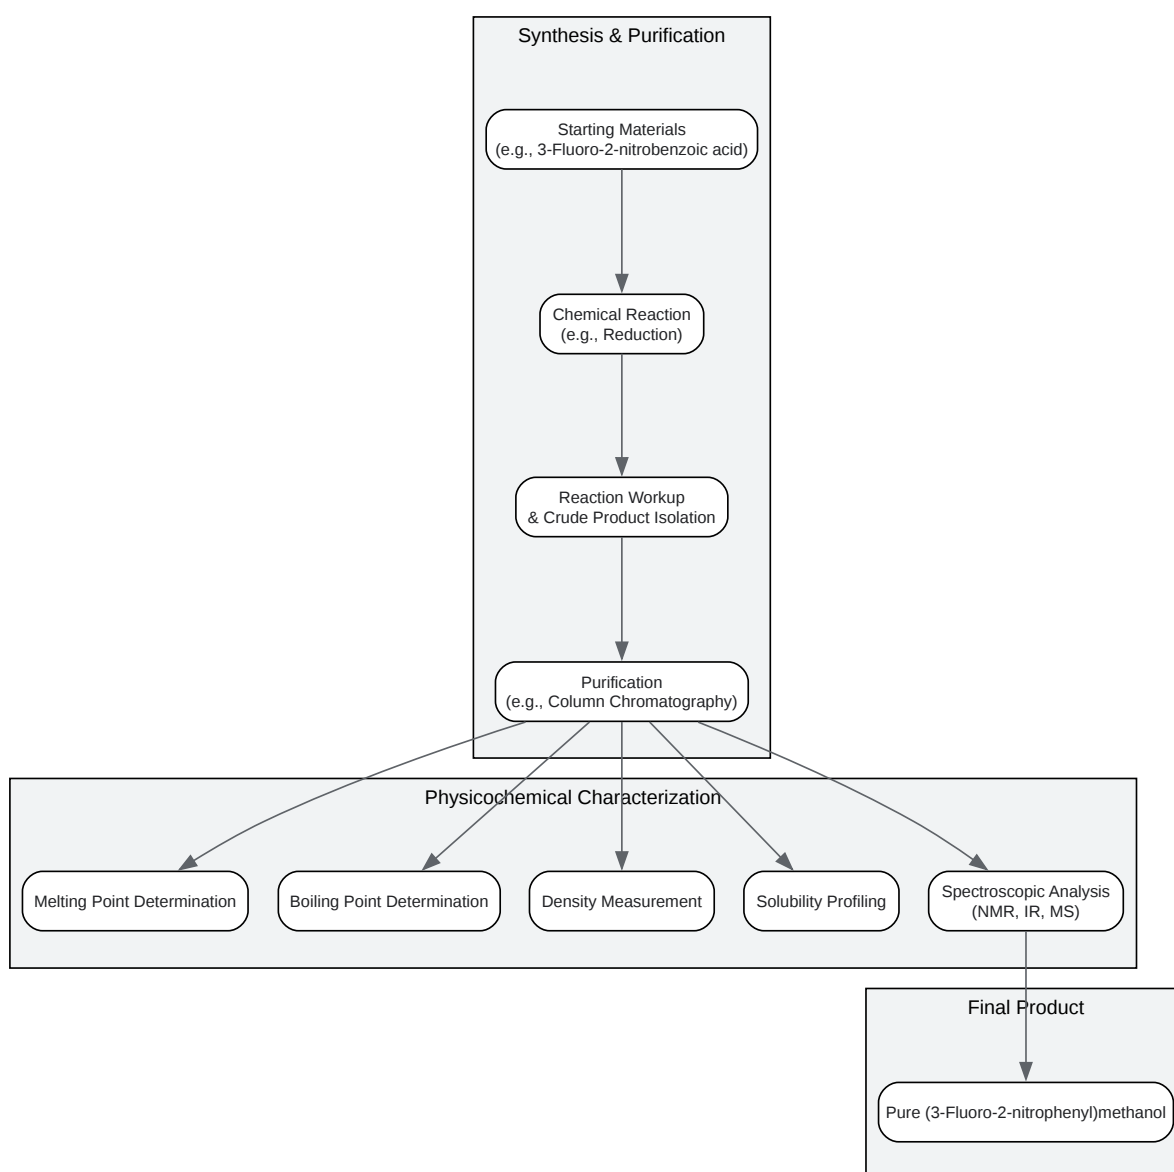 Synthesis & Purification
Starting Materials
(e.g., 3-Fluoro-2-nitrobenzoic acid)
Chemical Reaction
(e.g., Reduction)
Reaction Workup
& Crude Product Isolation
Purification
(e.g., Column Chromatography)
Physicochemical Characterization
Melting Point Determination
Boiling Point Determination
Density Measurement
Solubility Profiling
Spectroscopic Analysis
(NMR, IR, MS)
Final Product
Pure (3-Fluoro-2-nitrophenyl)methanol